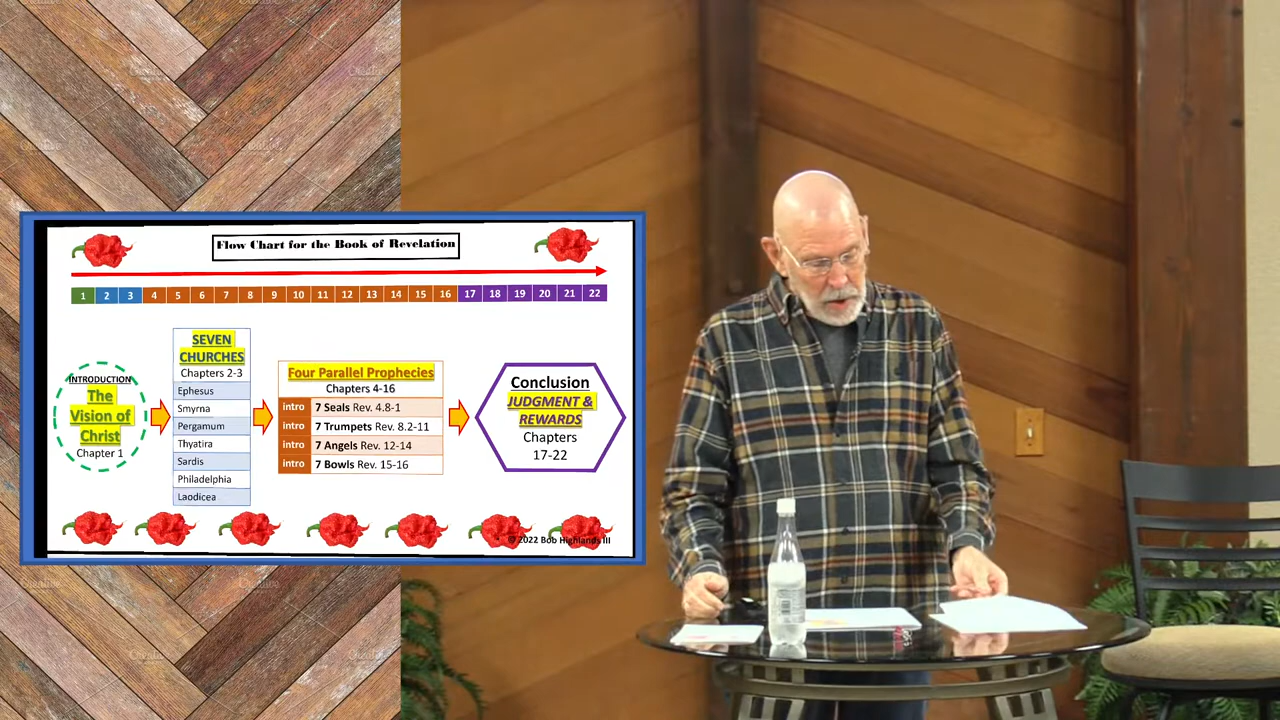 Flow Chart for the Book of Revelation
1 2 3 4 5 6 7 8 9 10 11 12 13 14 15 16 17 18 19 20 21 22
INTRODUCTION
The
Vision of
Christ
Chapter 1
SEVEN
CHURCHES
Chapters 2-3
Ephesus
Smyrna
Pergamum
Thyatira
Sardis
Philadelphia
Laodicea
Four Parallel Prophecies
Chapters 4-16
intro 7 Seals Rev. 4.8-1
intro 7 Trumpets Rev. 8.2-11
intro 7 Angels Rev. 12-14
intro 7 Bowls Rev. 15-16
Conclusion
JUDGMENT &
REWARDS
Chapters
17-22
© 2022 Bob Highlands III